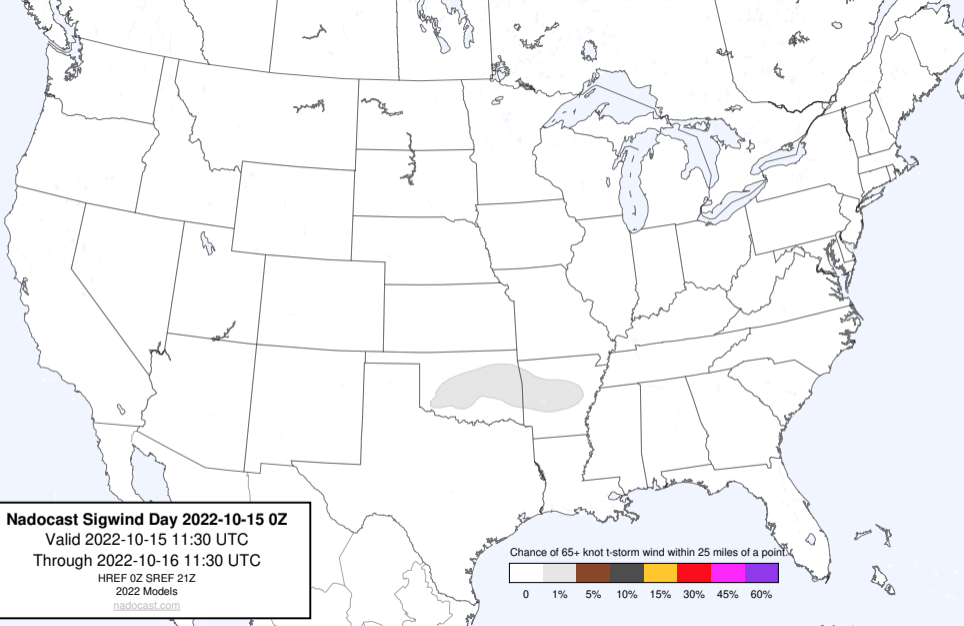 Nadocast Sigwind Day 2022-10-15 0Z
Valid 2022-10-15 11:30 UTC
Through 2022-10-16 11:30 UTC
HREF 0Z SREF 21Z
2022 Models
nadocast.com
Chance of 65+ knot t-storm wind within 25 miles of a point.
0 1% 5% 10% 15% 30% 45% 60%